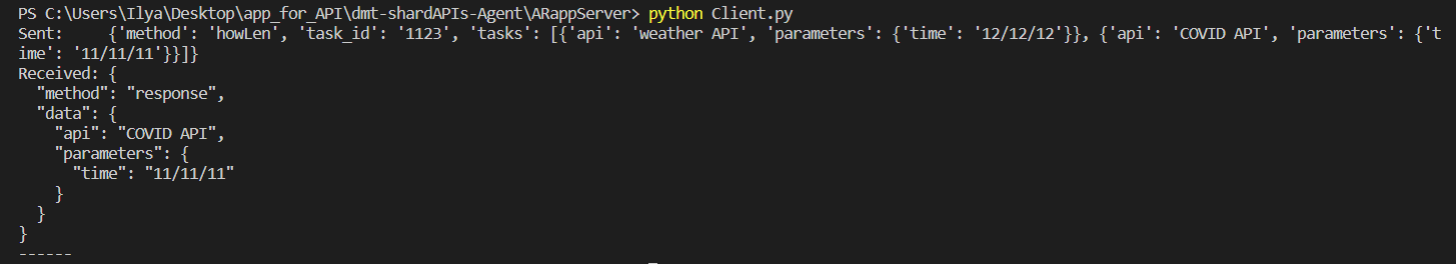 PS C:\Users\Ilya\Desktop\app_for_API\dmt-shardAPIs-Agent\ARappServer> python Client.py
Sent:    {'method': 'howLen', 'task_id': '1123', 'tasks': [{'api': 'weather API', 'parameters': {'time': '12/12/12'}}, {'api': 'COVID API', 'parameters': {'t
ime': '11/11/11'}}]}
Received: {
  "method": "response",
  "data": {
    "api": "COVID API",
    "parameters": {
      "time": "11/11/11"
    }
  }
}
------